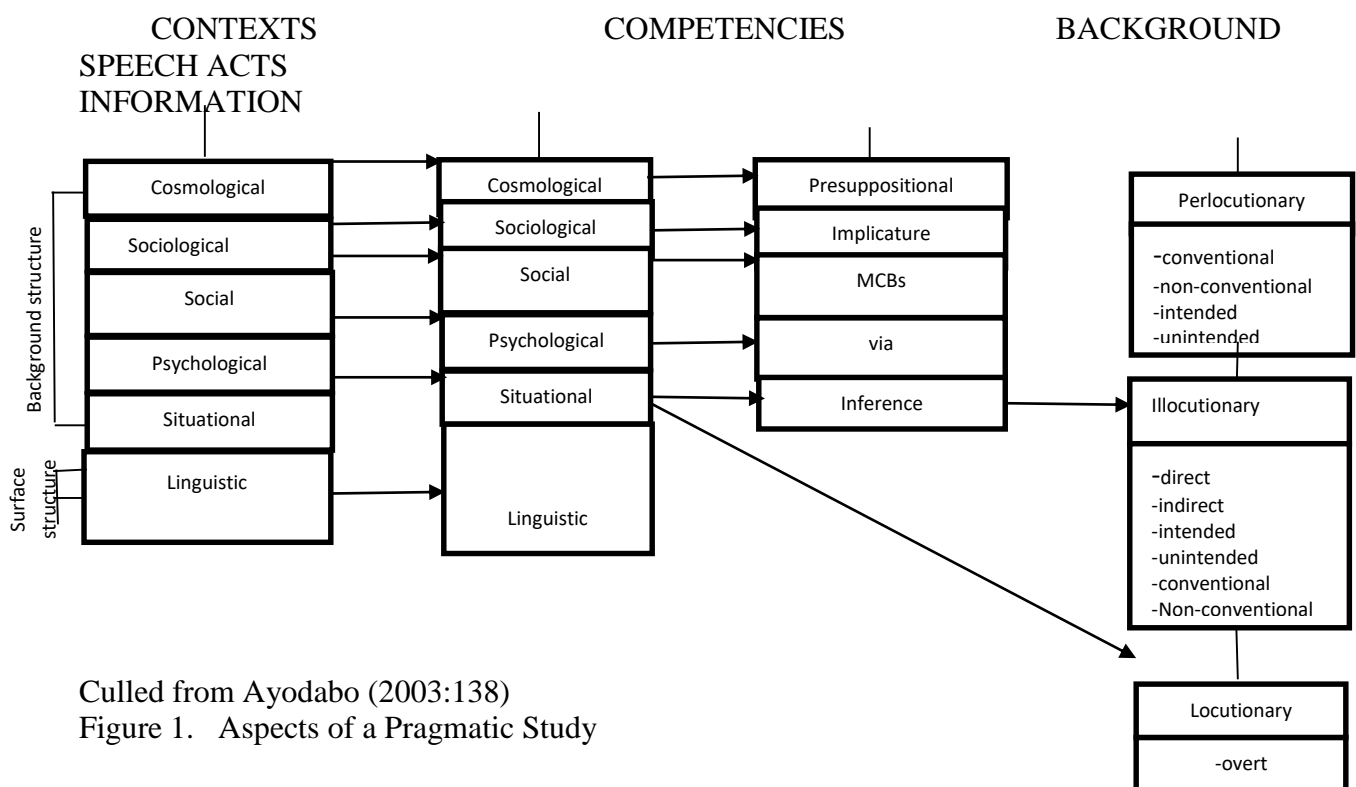 CONTEXTS COMPETENCIES BACKGROUND
SPEECH ACTS
INFORMATION
Background structure
Surface
structure
Cosmological
Sociological
Social
Psychological
Situational
Linguistic
Cosmological
Sociological
Social
Psychological
Situational
Linguistic
Presuppositional
Implicature
MCBs
via
Inference
Perlocutionary
-conventional
-non-conventional
-intended
-unintended
Illocutionary
-direct
-indirect
-intended
-unintended
-conventional
-Non-conventional
Locutionary
-overt
Culled from Ayodabo (2003:138)
Figure 1. Aspects of a Pragmatic Study